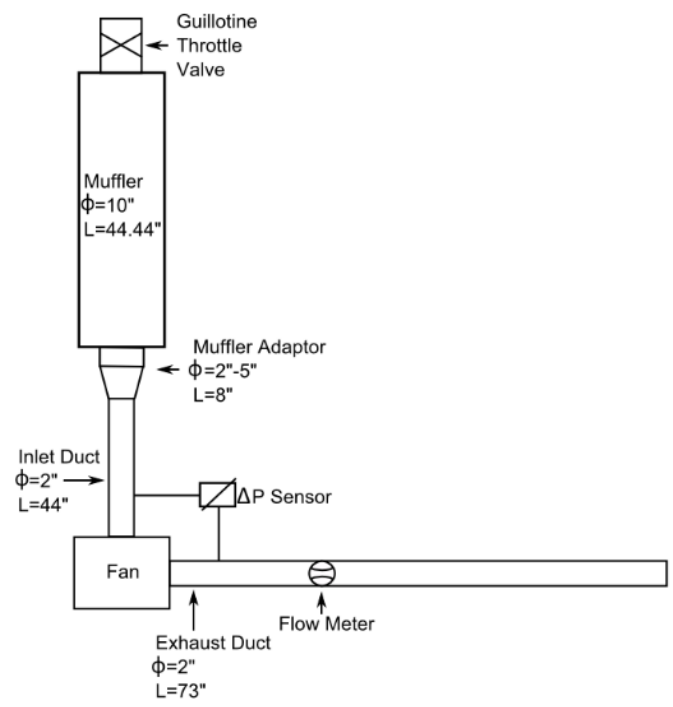 Guillotine
Throttle
Valve
Muffler
ϕ=10"
L=44.44"
Muffler Adaptor
ϕ=2"-5"
L=8"
Inlet Duct
ϕ=2"
L=44"
ΔP Sensor
Fan
Flow Meter
Exhaust Duct
ϕ=2"
L=73"